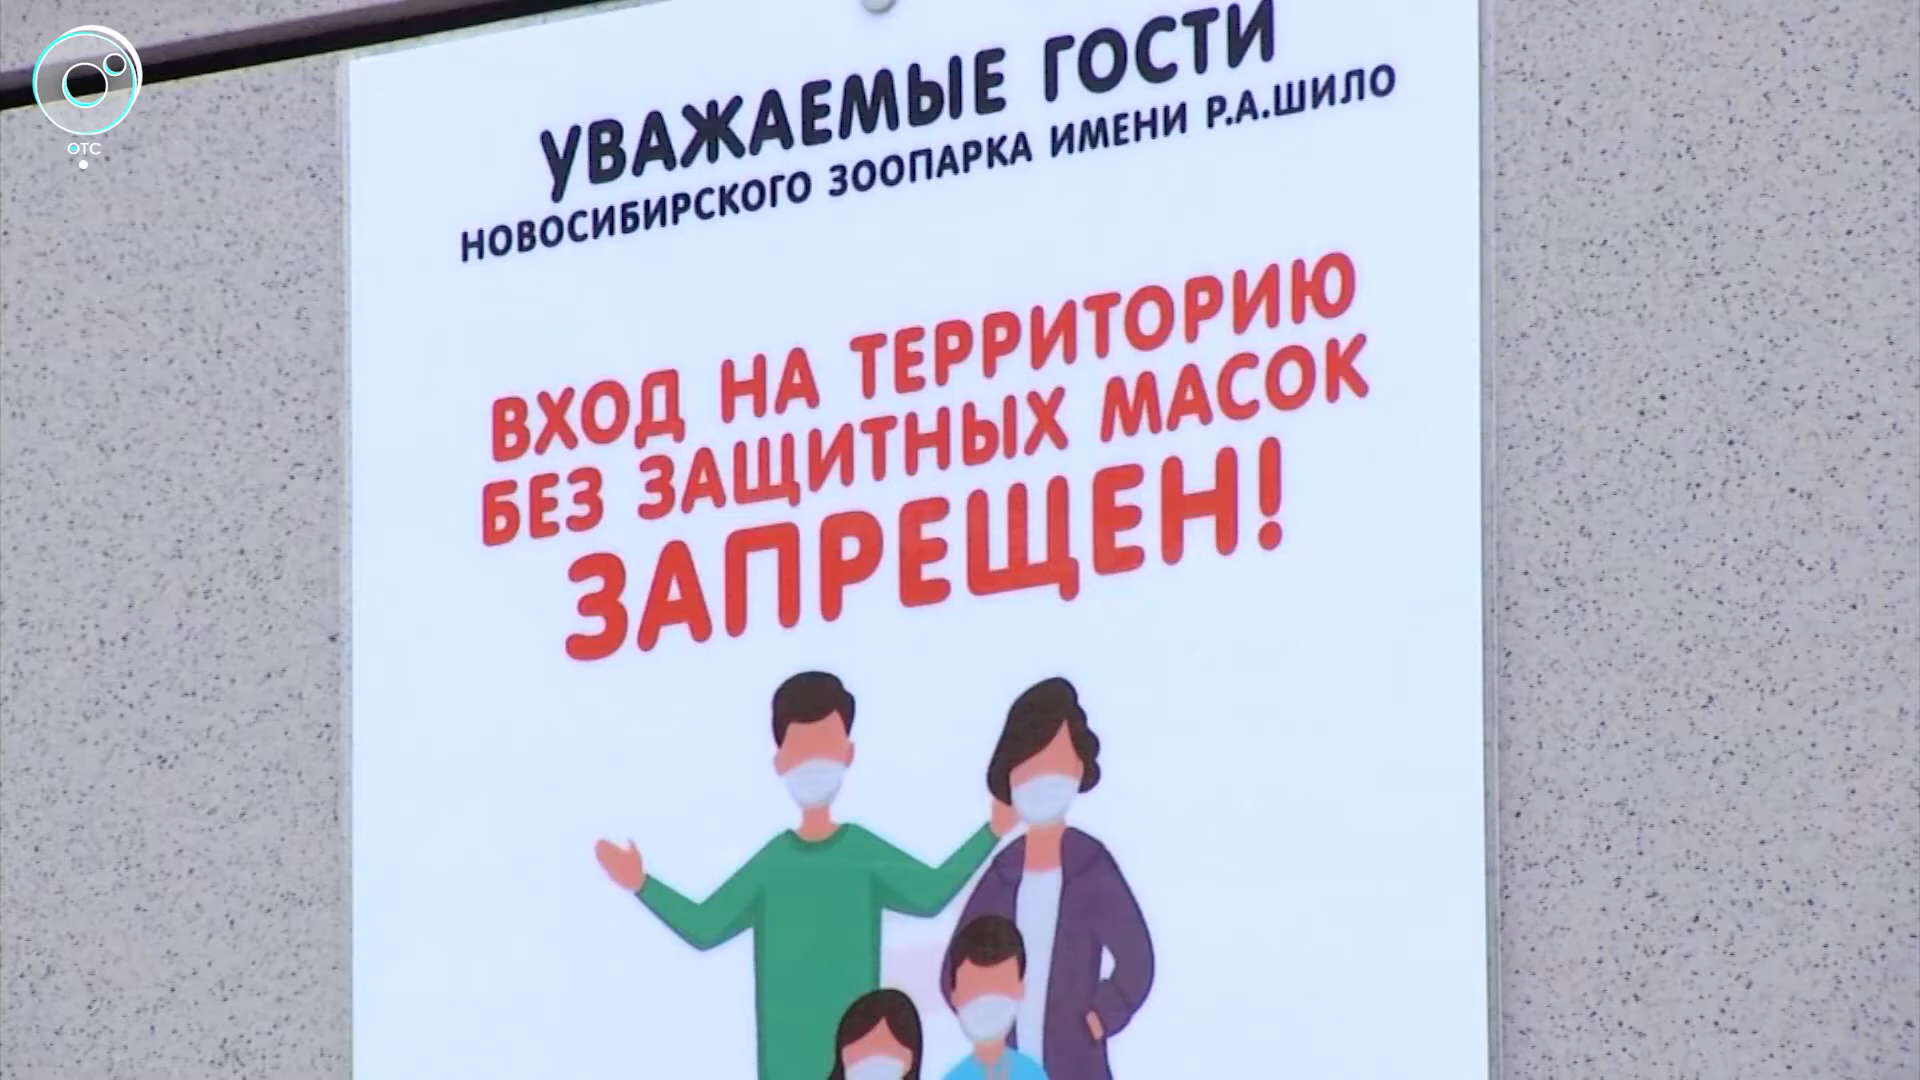 ОТС
УВАЖАЕМЫЕ ГОСТИ
НОВОСИБИРСКОГО ЗООПАРКА ИМЕНИ Р.А.ШИЛО
ВХОД НА ТЕРРИТОРИЮ
БЕЗ ЗАЩИТНЫХ МАСОК
ЗАПРЕЩЕН!